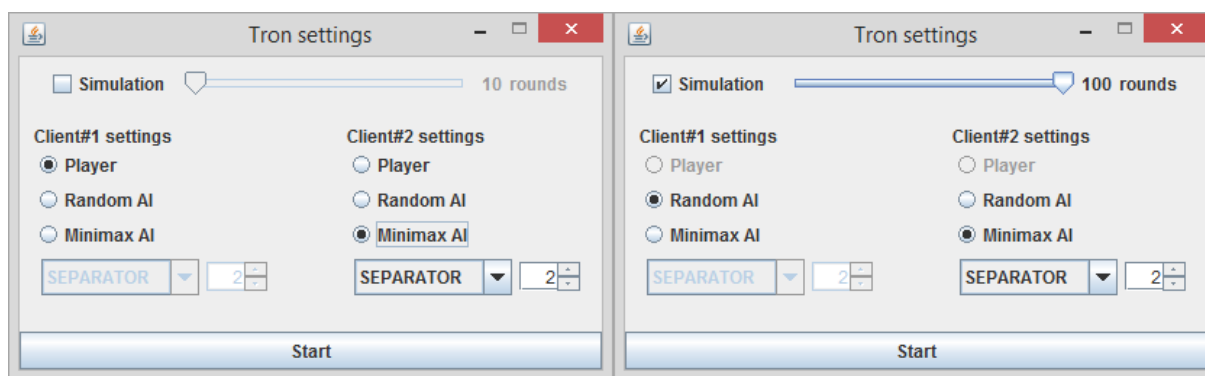 Tron settings
Simulation 10 rounds
Client#1 settings Client#2 settings
Player Player
Random AI Random AI
Minimax AI Minimax AI
SEPARATOR 2 SEPARATOR 2
Start
Tron settings
Simulation 100 rounds
Client#1 settings Client#2 settings
Player Player
Random AI Random AI
Minimax AI Minimax AI
SEPARATOR 2 SEPARATOR 2
Start